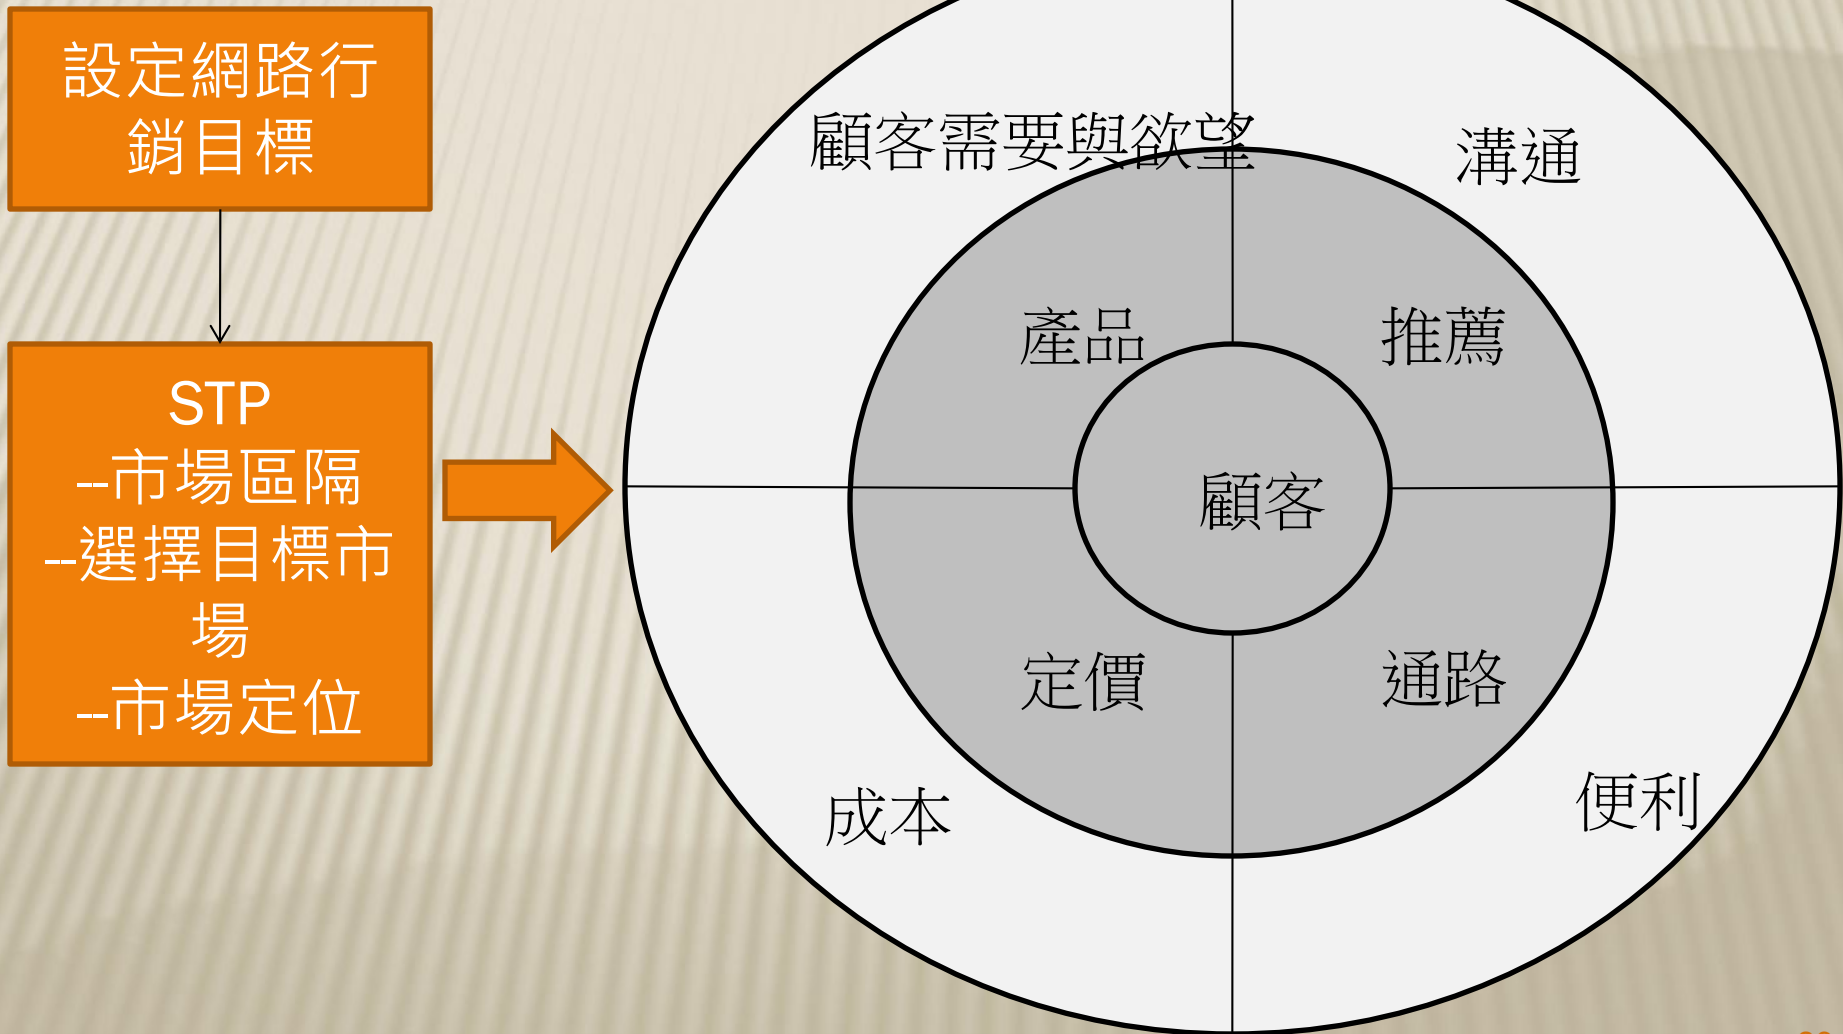 設定網路行
銷目標
STP
--市場區隔
--選擇目標市
場
--市場定位
顧客需要與欲望
溝通
產品
推薦
顧客
定價
通路
成本
便利